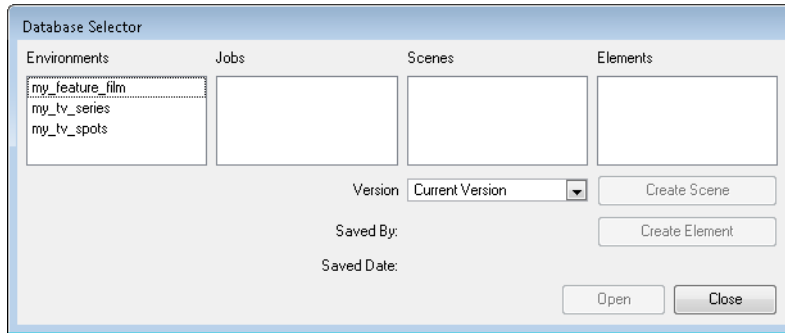 Database Selector
Environments Jobs Scenes Elements
my_feature_film
my_tv_series
my_tv_spots
Version Current Version Create Scene
Saved By: Create Element
Saved Date:
Open Close